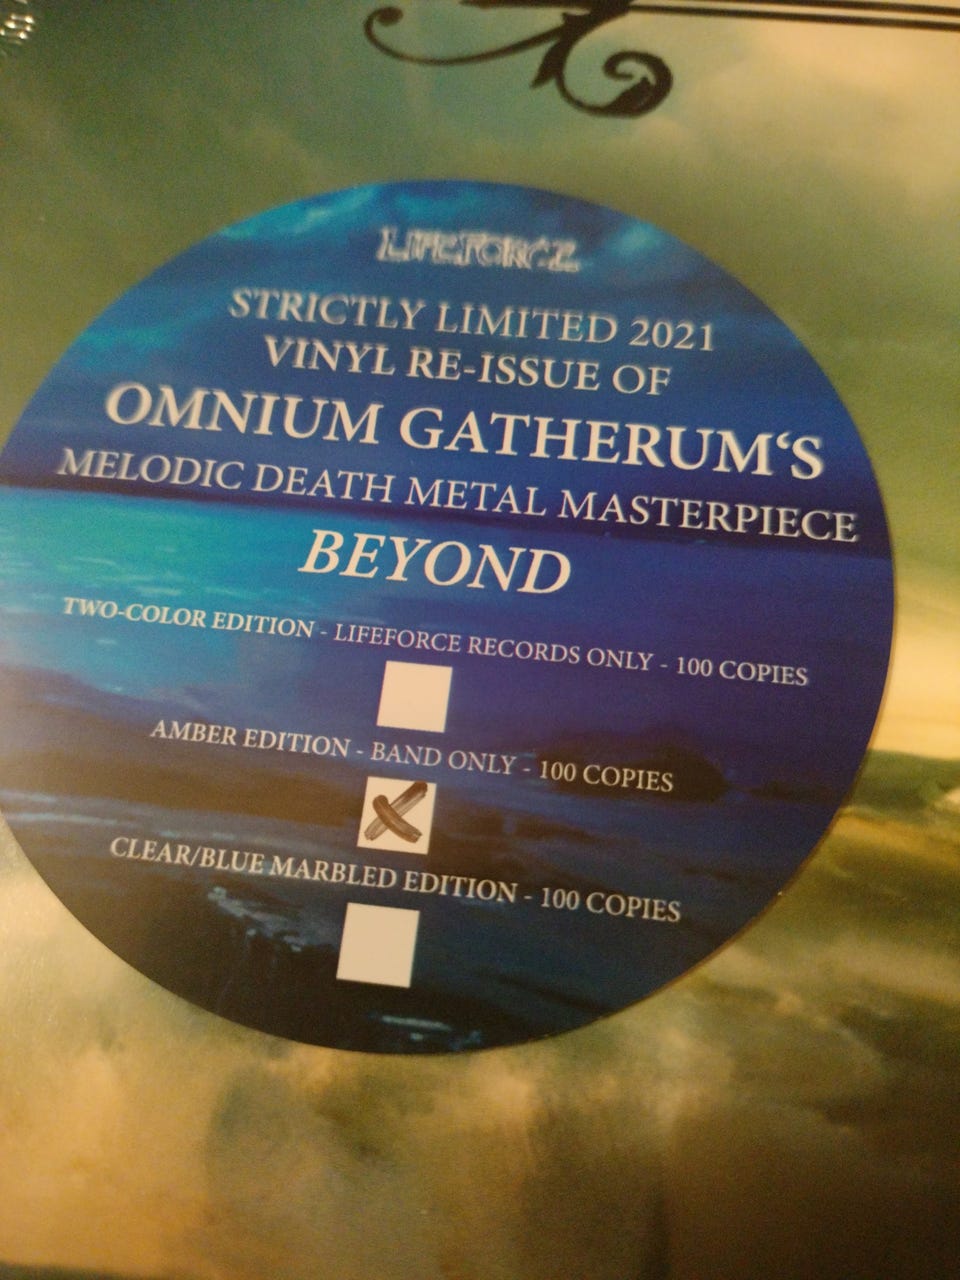 LIFEFORCE
STRICTLY LIMITED 2021
VINYL RE-ISSUE OF
OMNIUM GATHERUM‘S
MELODIC DEATH METAL MASTERPIECE
BEYOND
TWO-COLOR EDITION - LIFEFORCE RECORDS ONLY - 100 COPIES
AMBER EDITION - BAND ONLY - 100 COPIES
CLEAR/BLUE MARBLED EDITION - 100 COPIES